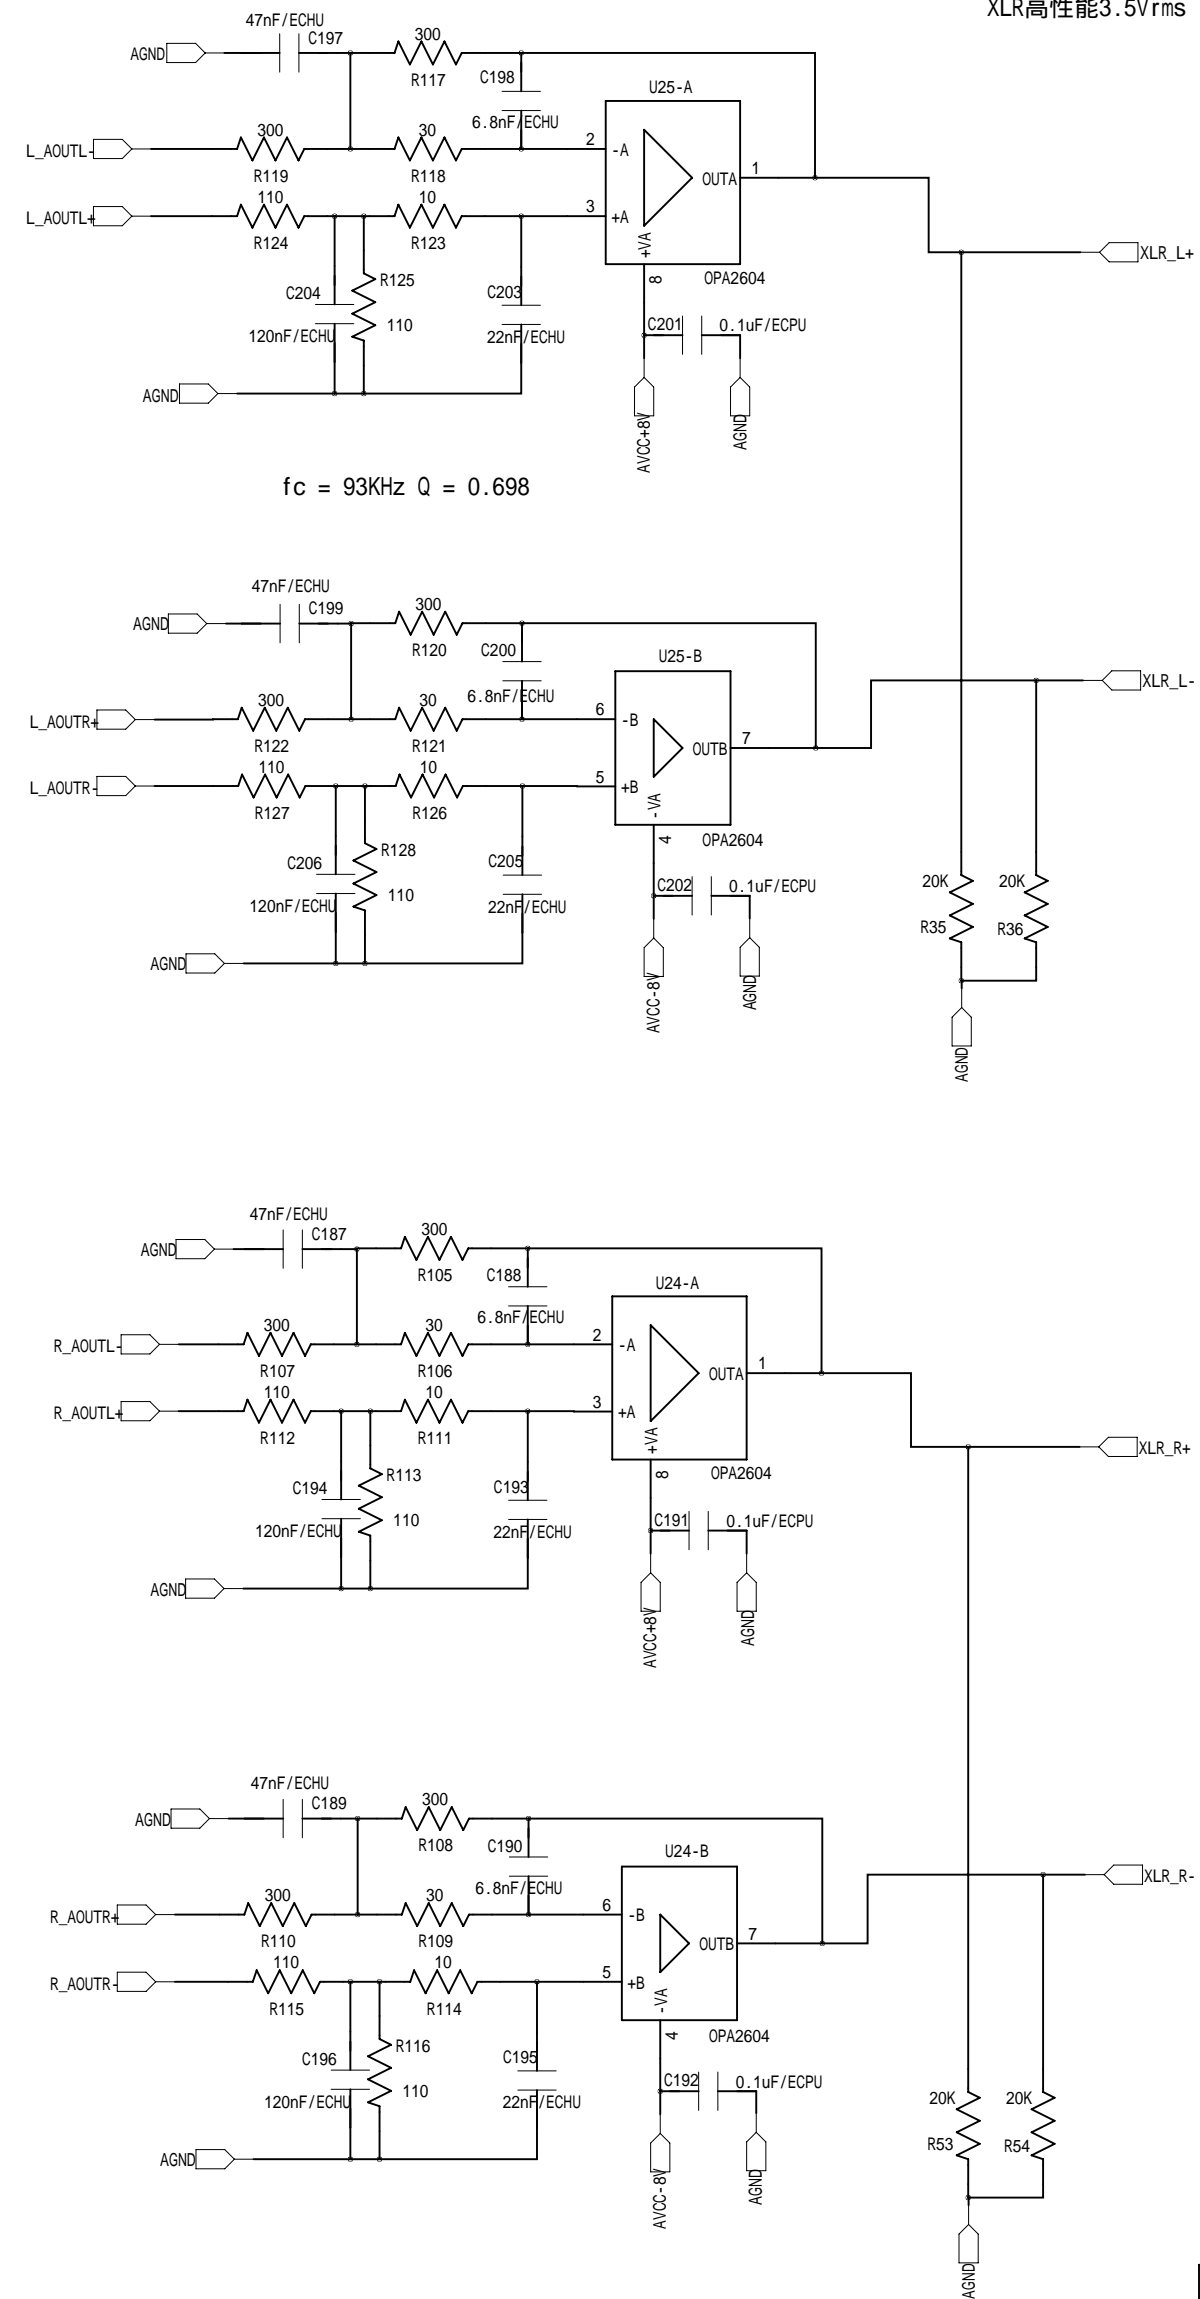 XLR高性能3.5Vrms
47nF/ECHU
C197
300
R117
AGND
C198
6.8nF/ECHU
U25-A
L_AOUTL-
300
R119
30
R118
2
-A
OUTA
1
L_AOUTL+
110
R124
10
R123
3
+A
+VA
8
OPA2604
XLR_L+
C204
120nF/ECHU
R125
110
C203
22nF/ECHU
C201
0.1uF/ECPU
AGND
AVCC+8V
AGND
fc = 93KHz Q = 0.698
47nF/ECHU
C199
300
R120
AGND
C200
6.8nF/ECHU
U25-B
XLR_L-
L_AOUTR+
300
R122
30
R121
6
-B
OUTB
7
L_AOUTR-
110
R127
10
R126
5
+B
-VA
4
OPA2604
C206
120nF/ECHU
R128
110
C205
22nF/ECHU
C202
0.1uF/ECPU
20K
R35
20K
R36
AGND
AVCC-8V
AGND
AGND
47nF/ECHU
C187
300
R105
AGND
C188
6.8nF/ECHU
U24-A
R_AOUTL-
300
R107
30
R106
2
-A
OUTA
1
R_AOUTL+
110
R112
10
R111
3
+A
+VA
8
OPA2604
XLR_R+
C194
120nF/ECHU
R113
110
C193
22nF/ECHU
C191
0.1uF/ECPU
AGND
AVCC+8V
AGND
47nF/ECHU
C189
300
R108
AGND
C190
6.8nF/ECHU
U24-B
XLR_R-
R_AOUTR+
300
R110
30
R109
6
-B
OUTB
7
R_AOUTR-
110
R115
10
R114
5
+B
-VA
4
OPA2604
C196
120nF/ECHU
R116
110
C195
22nF/ECHU
C192
0.1uF/ECPU
20K
R53
20K
R54
AGND
AVCC-8V
AGND
AGND